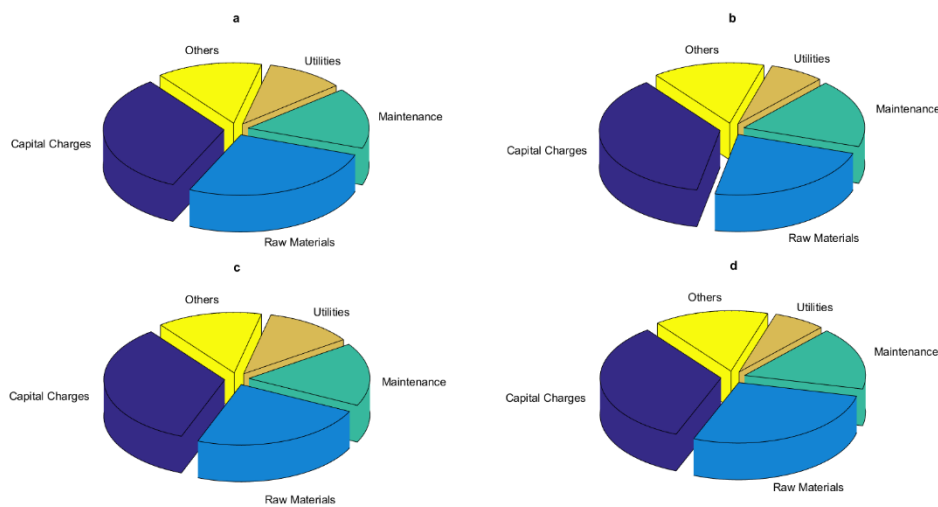 a
Others
Utilities
Maintenance
Capital Charges
Raw Materials
b
Others
Utilities
Maintenance
Capital Charges
Raw Materials
c
Others
Utilities
Maintenance
Capital Charges
Raw Materials
d
Others
Utilities
Maintenance
Capital Charges
Raw Materials